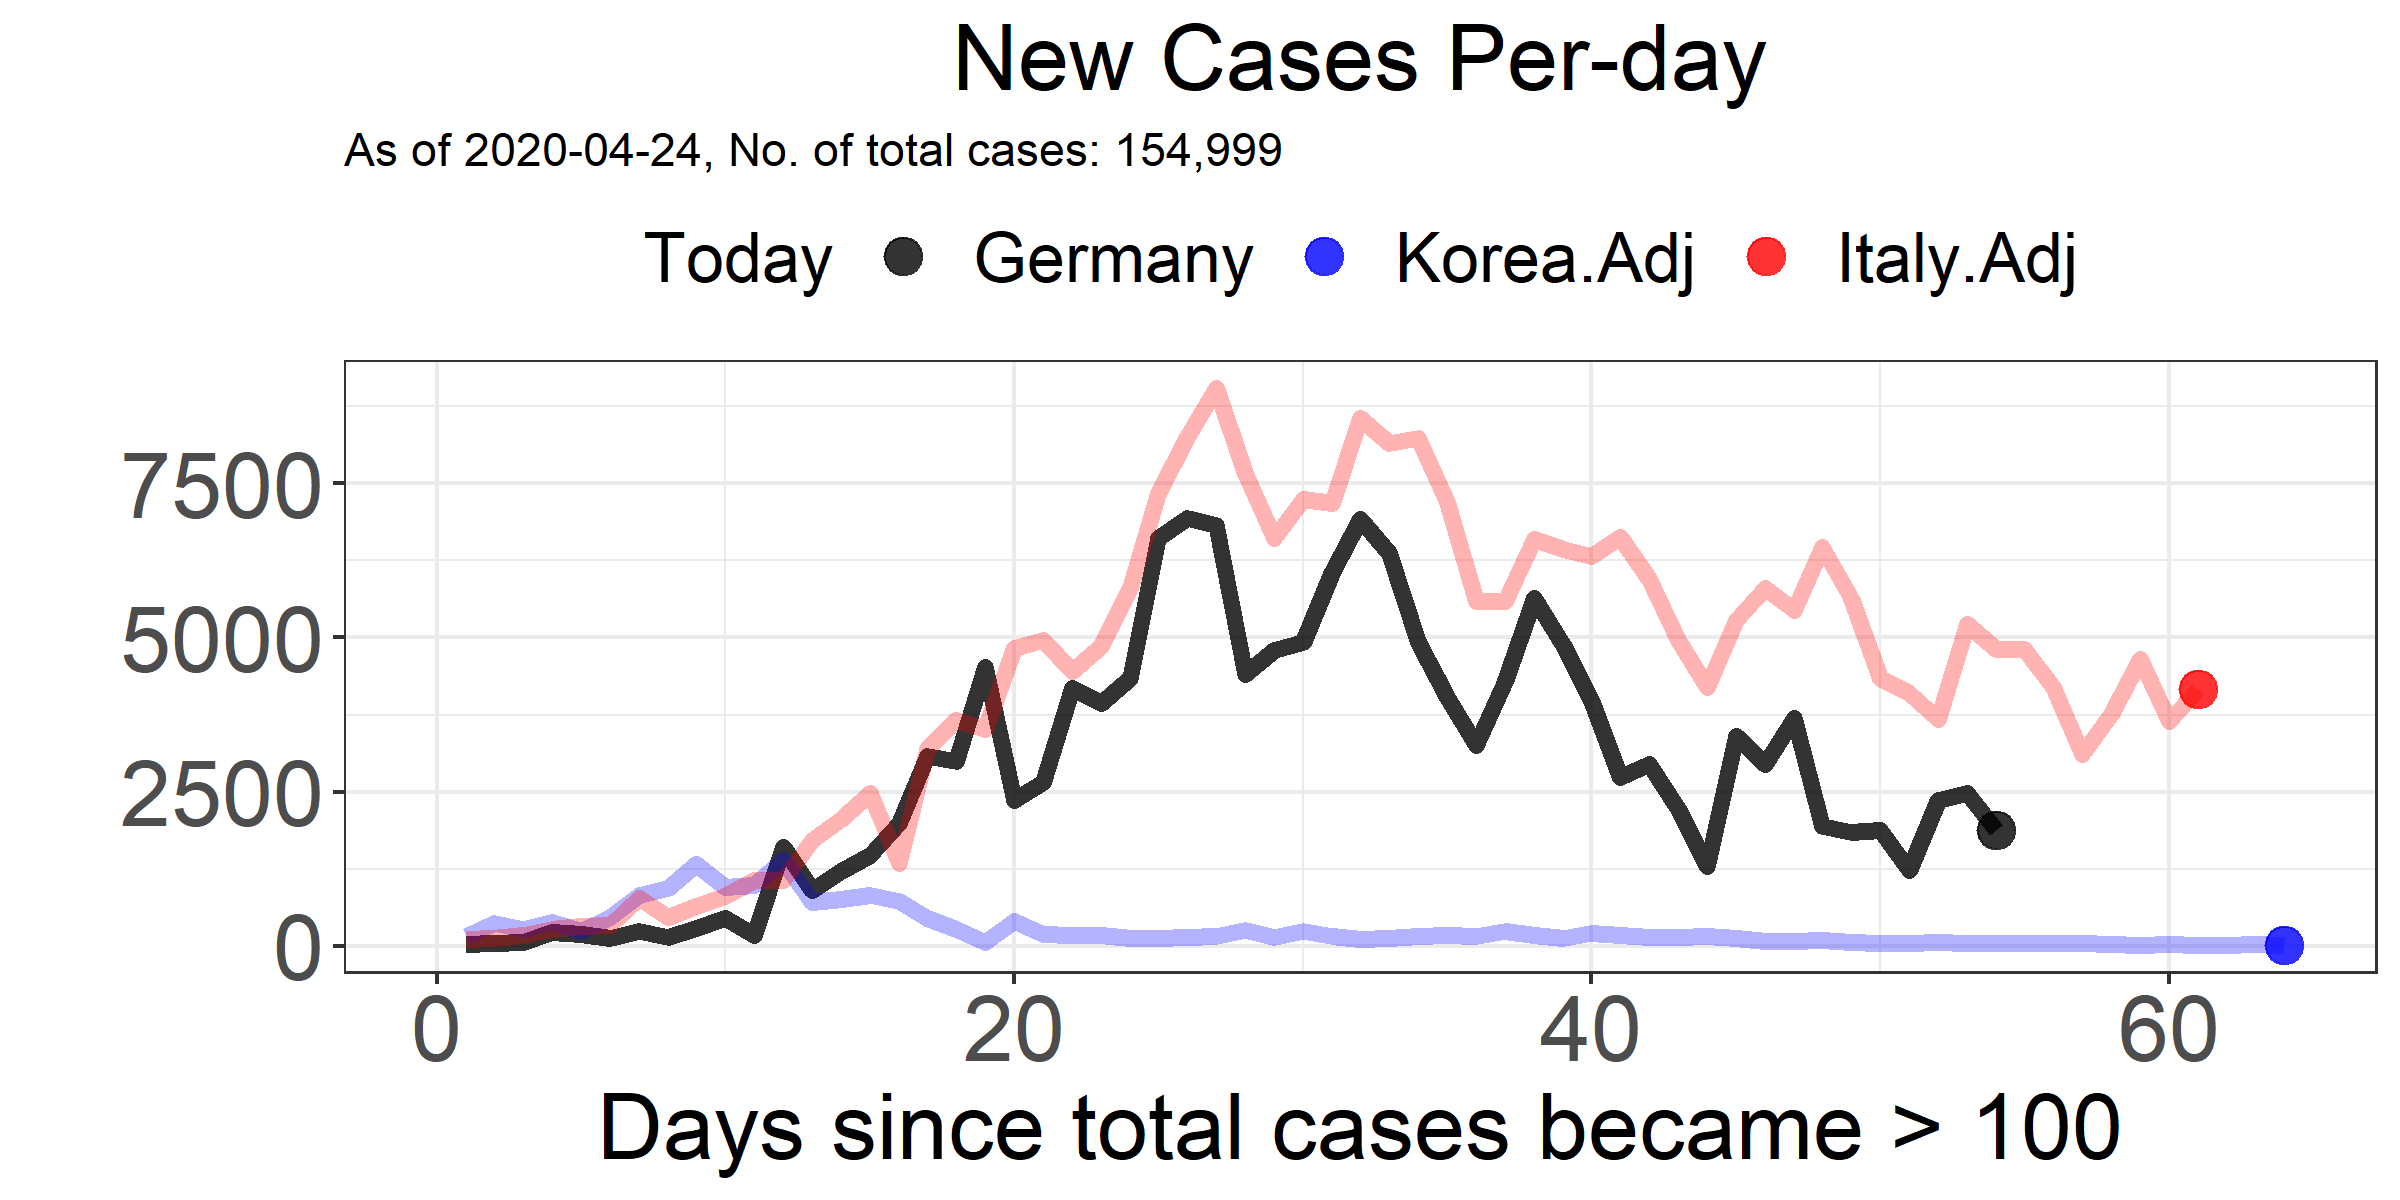 New Cases Per-day
As of 2020-04-24, No. of total cases: 154,999
Today Germany Korea.Adj Italy.Adj
7500
5000
2500
0
0 20 40 60
Days since total cases became > 100